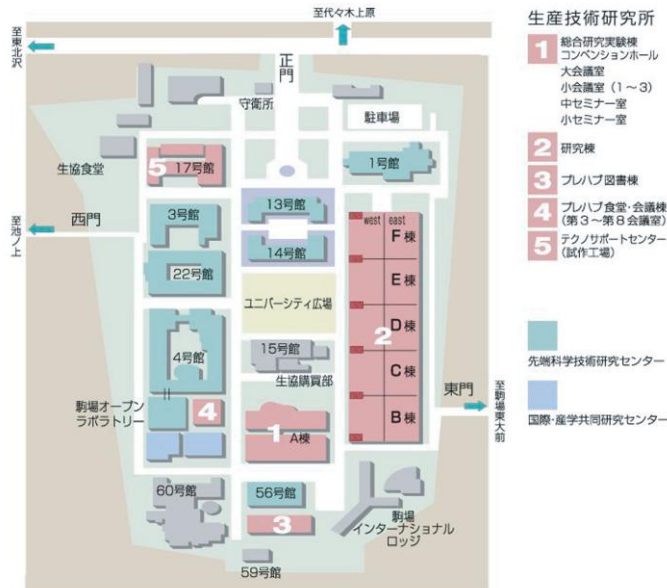 至代々木上原
至東北沢
正門
守衛所
駐車場
生協食堂
5 17号館
1号館
西門
至池ノ上
3号館
13号館
14号館
22号館
ユニバーシティ広場
west east
F棟
E棟
2
D棟
C棟
B棟
4号館
15号館
生協購買部
東門
至駒場東大前
駒場オープン
ラボラトリー
4
1 A棟
60号館
56号館
3
59号館
駒場
インターナショナル
ロッジ
生産技術研究所
1 総合研究実験棟
コンベンションホール
大会議室
小会議室(1～3)
中セミナー室
小セミナー室
2 研究棟
3 プレハブ図書棟
4 プレハブ食堂・会議棟
(第3～第8会議室)
5 テクノサポートセンター
(試作工場)
先端科学技術研究センター
国際・産学共同研究センター